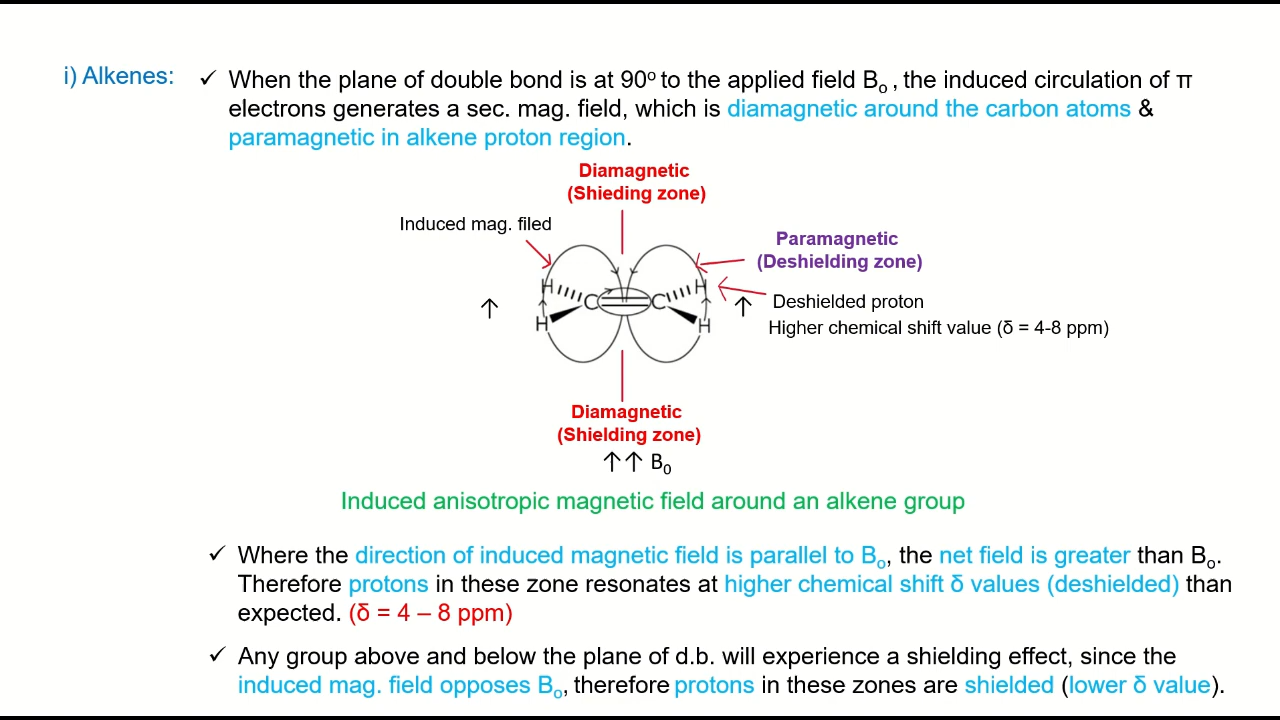 i) Alkenes: ✓ When the plane of double bond is at 90º to the applied field Bₒ , the induced circulation of π
electrons generates a sec. mag. field, which is diamagnetic around the carbon atoms &
paramagnetic in alkene proton region.
Diamagnetic
(Shieding zone)
Induced mag. filed
Paramagnetic
(Deshielding zone)
H H
C C
H H
↑ ↑
Deshielded proton
Higher chemical shift value (δ = 4-8 ppm)
Diamagnetic
(Shielding zone)
↑↑ B₀
Induced anisotropic magnetic field around an alkene group
✓ Where the direction of induced magnetic field is parallel to Bₒ, the net field is greater than Bₒ.
Therefore protons in these zone resonates at higher chemical shift δ values (deshielded) than
expected. (δ = 4 – 8 ppm)
✓ Any group above and below the plane of d.b. will experience a shielding effect, since the
induced mag. field opposes Bₒ, therefore protons in these zones are shielded (lower δ value).